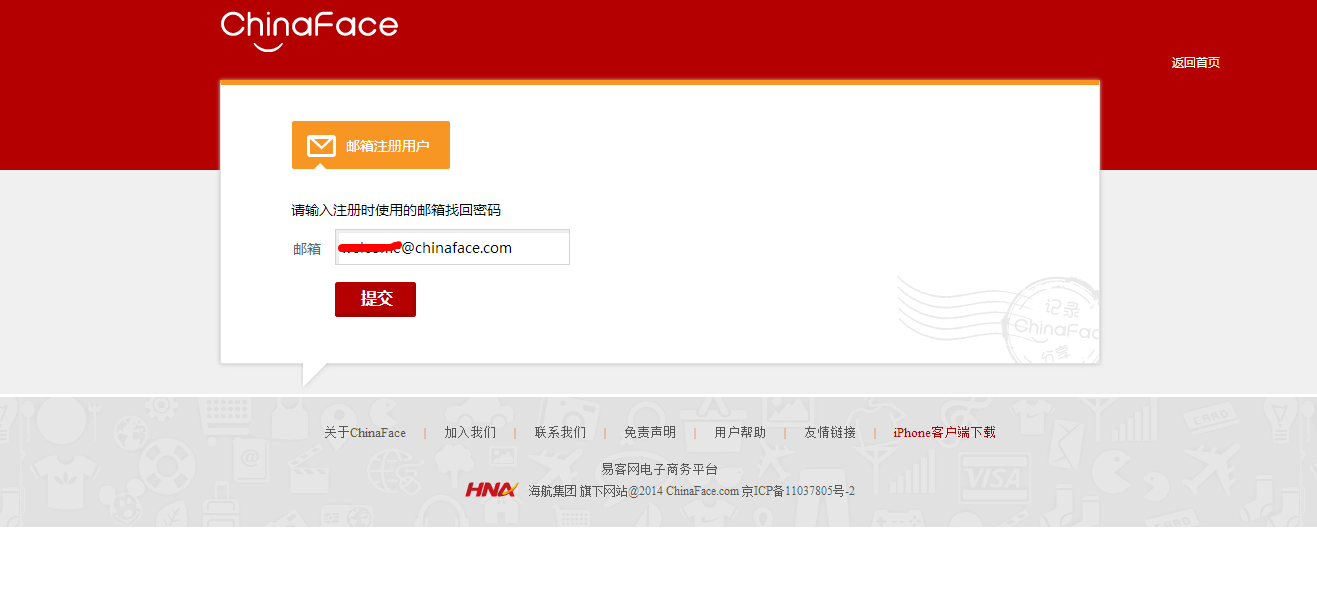 ChinaFace
返回首页
邮箱注册用户
请输入注册时使用的邮箱找回密码
邮箱
@chinaface.com
提交
记录
ChinaFac
分享
关于ChinaFace | 加入我们 | 联系我们 | 免责声明 | 用户帮助 | 友情链接 | iPhone客户端下载
易客网电子商务平台
HNA 海航集团 旗下网站@2014 ChinaFace.com 京ICP备11037805号-2
VISA